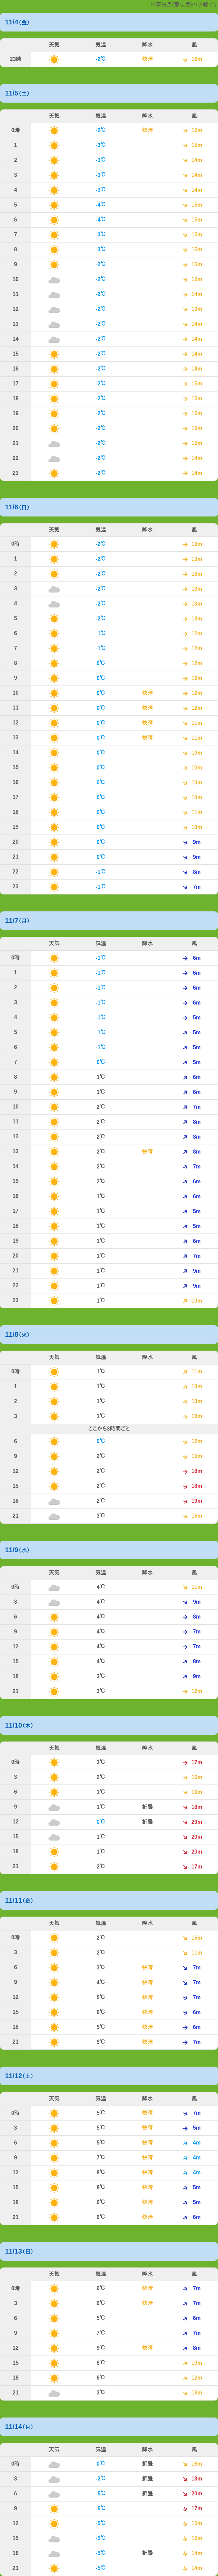 ※茶臼岳(那須岳)の予報です
11/4(金)
天気 気温 降水 風
23時 -2℃ 快晴 16m
11/5(土)
天気 気温 降水 風
0時 -2℃ 快晴 15m
1 -3℃ 15m
2 -3℃ 14m
3 -3℃ 14m
4 -3℃ 14m
5 -4℃ 15m
6 -4℃ 15m
7 -3℃ 15m
8 -3℃ 15m
9 -2℃ 15m
10 -2℃ 15m
11 -2℃ 14m
12 -2℃ 13m
13 -2℃ 14m
14 -2℃ 14m
15 -2℃ 14m
16 -2℃ 14m
17 -2℃ 15m
18 -2℃ 15m
19 -2℃ 15m
20 -2℃ 15m
21 -2℃ 15m
22 -2℃ 14m
23 -2℃ 14m
11/6(日)
天気 気温 降水 風
0時 -2℃ 13m
1 -2℃ 13m
2 -2℃ 13m
3 -2℃ 13m
4 -2℃ 13m
5 -2℃ 13m
6 -1℃ 12m
7 -1℃ 12m
8 0℃ 12m
9 0℃ 12m
10 0℃ 快晴 12m
11 0℃ 快晴 12m
12 0℃ 快晴 11m
13 0℃ 快晴 11m
14 0℃ 10m
15 0℃ 10m
16 0℃ 10m
17 0℃ 10m
18 0℃ 11m
19 0℃ 10m
20 0℃ 9m
21 0℃ 9m
22 -1℃ 8m
23 -1℃ 7m
11/7(月)
天気 気温 降水 風
0時 -1℃ 6m
1 -1℃ 6m
2 -1℃ 6m
3 -1℃ 6m
4 -1℃ 5m
5 -1℃ 5m
6 -1℃ 5m
7 0℃ 5m
8 1℃ 6m
9 1℃ 6m
10 2℃ 7m
11 2℃ 8m
12 2℃ 8m
13 2℃ 快晴 8m
14 2℃ 7m
15 2℃ 6m
16 1℃ 6m
17 1℃ 5m
18 1℃ 5m
19 1℃ 6m
20 1℃ 7m
21 1℃ 9m
22 1℃ 9m
23 1℃ 10m
11/8(火)
天気 気温 降水 風
0時 1℃ 11m
1 1℃ 10m
2 1℃ 10m
3 1℃ 10m
ここから3時間ごと
6 0℃ 12m
9 2℃ 15m
12 2℃ 18m
15 2℃ 18m
18 2℃ 19m
21 3℃ 15m
11/9(水)
天気 気温 降水 風
0時 4℃ 11m
3 4℃ 9m
6 4℃ 8m
9 4℃ 7m
12 4℃ 7m
15 4℃ 8m
18 3℃ 9m
21 3℃ 12m
11/10(木)
天気 気温 降水 風
0時 3℃ 17m
3 2℃ 16m
6 1℃ 16m
9 1℃ 折畳 18m
12 0℃ 折畳 20m
15 1℃ 20m
18 1℃ 20m
21 2℃ 17m
11/11(金)
天気 気温 降水 風
0時 2℃ 15m
3 2℃ 11m
6 3℃ 快晴 7m
9 4℃ 快晴 7m
12 5℃ 快晴 7m
15 6℃ 快晴 6m
18 5℃ 快晴 6m
21 5℃ 快晴 7m
11/12(土)
天気 気温 降水 風
0時 5℃ 快晴 7m
3 5℃ 快晴 5m
6 5℃ 快晴 4m
9 7℃ 快晴 4m
12 8℃ 快晴 4m
15 8℃ 快晴 5m
18 6℃ 快晴 5m
21 6℃ 快晴 6m
11/13(日)
天気 気温 降水 風
0時 6℃ 快晴 7m
3 6℃ 快晴 7m
6 5℃ 6m
9 7℃ 7m
12 9℃ 快晴 8m
15 8℃ 10m
18 6℃ 12m
21 3℃ 13m
11/14(月)
天気 気温 降水 風
0時 0℃ 折畳 16m
3 -2℃ 折畳 18m
6 -5℃ 折畳 20m
9 -5℃ 17m
12 -5℃ 15m
15 -5℃ 15m
18 -5℃ 折畳 14m
21 -5℃ 14m